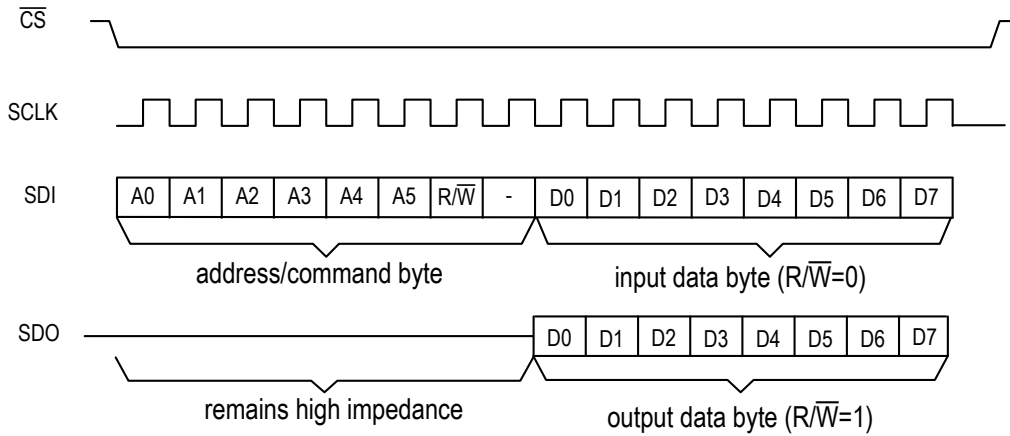 C̅S̅
SCLK
SDI A0 A1 A2 A3 A4 A5 R/W̅ - D0 D1 D2 D3 D4 D5 D6 D7
address/command byte input data byte (R/W̅=0)
SDO D0 D1 D2 D3 D4 D5 D6 D7
remains high impedance output data byte (R/W̅=1)